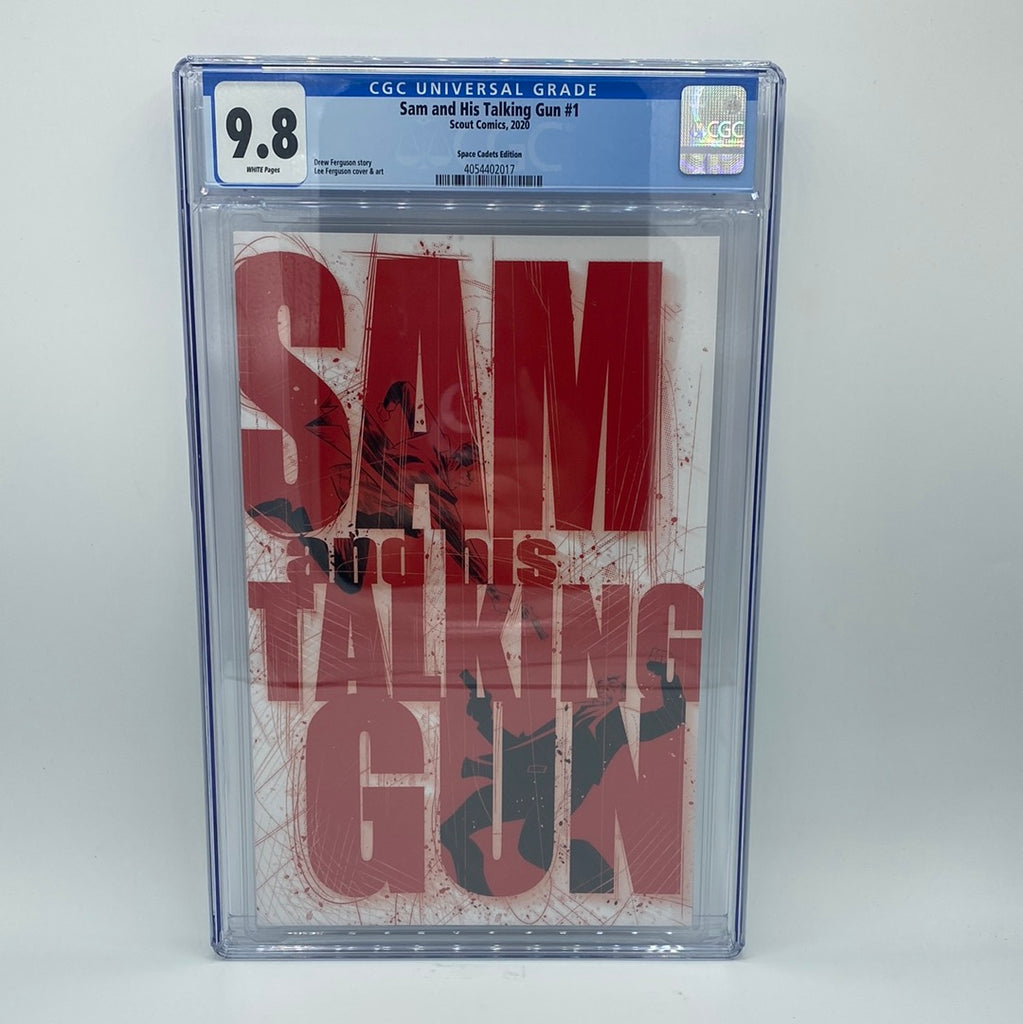 CGC UNIVERSAL GRADE
9.8
WHITE Pages
Sam and His Talking Gun #1
Scout Comics, 2020
Drew Ferguson story
Lee Ferguson cover & art
Space Cadets Edition
4054402017
CGC
SAM
and his
TALKING
GUN